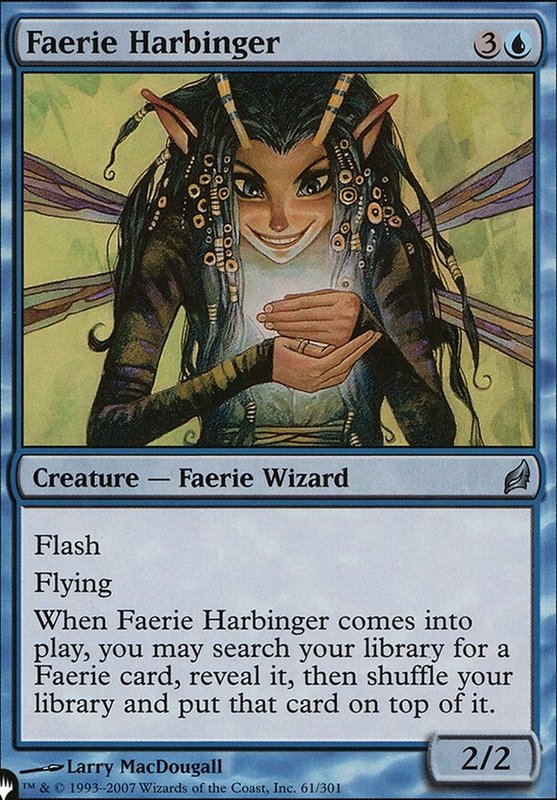 Faerie Harbinger 3
Creature — Faerie Wizard
Flash
Flying
When Faerie Harbinger comes into
play, you may search your library for a
Faerie card, reveal it, then shuffle your
library and put that card on top of it.
Larry MacDougall
2/2
™ & © 1993–2007 Wizards of the Coast, Inc. 61/301